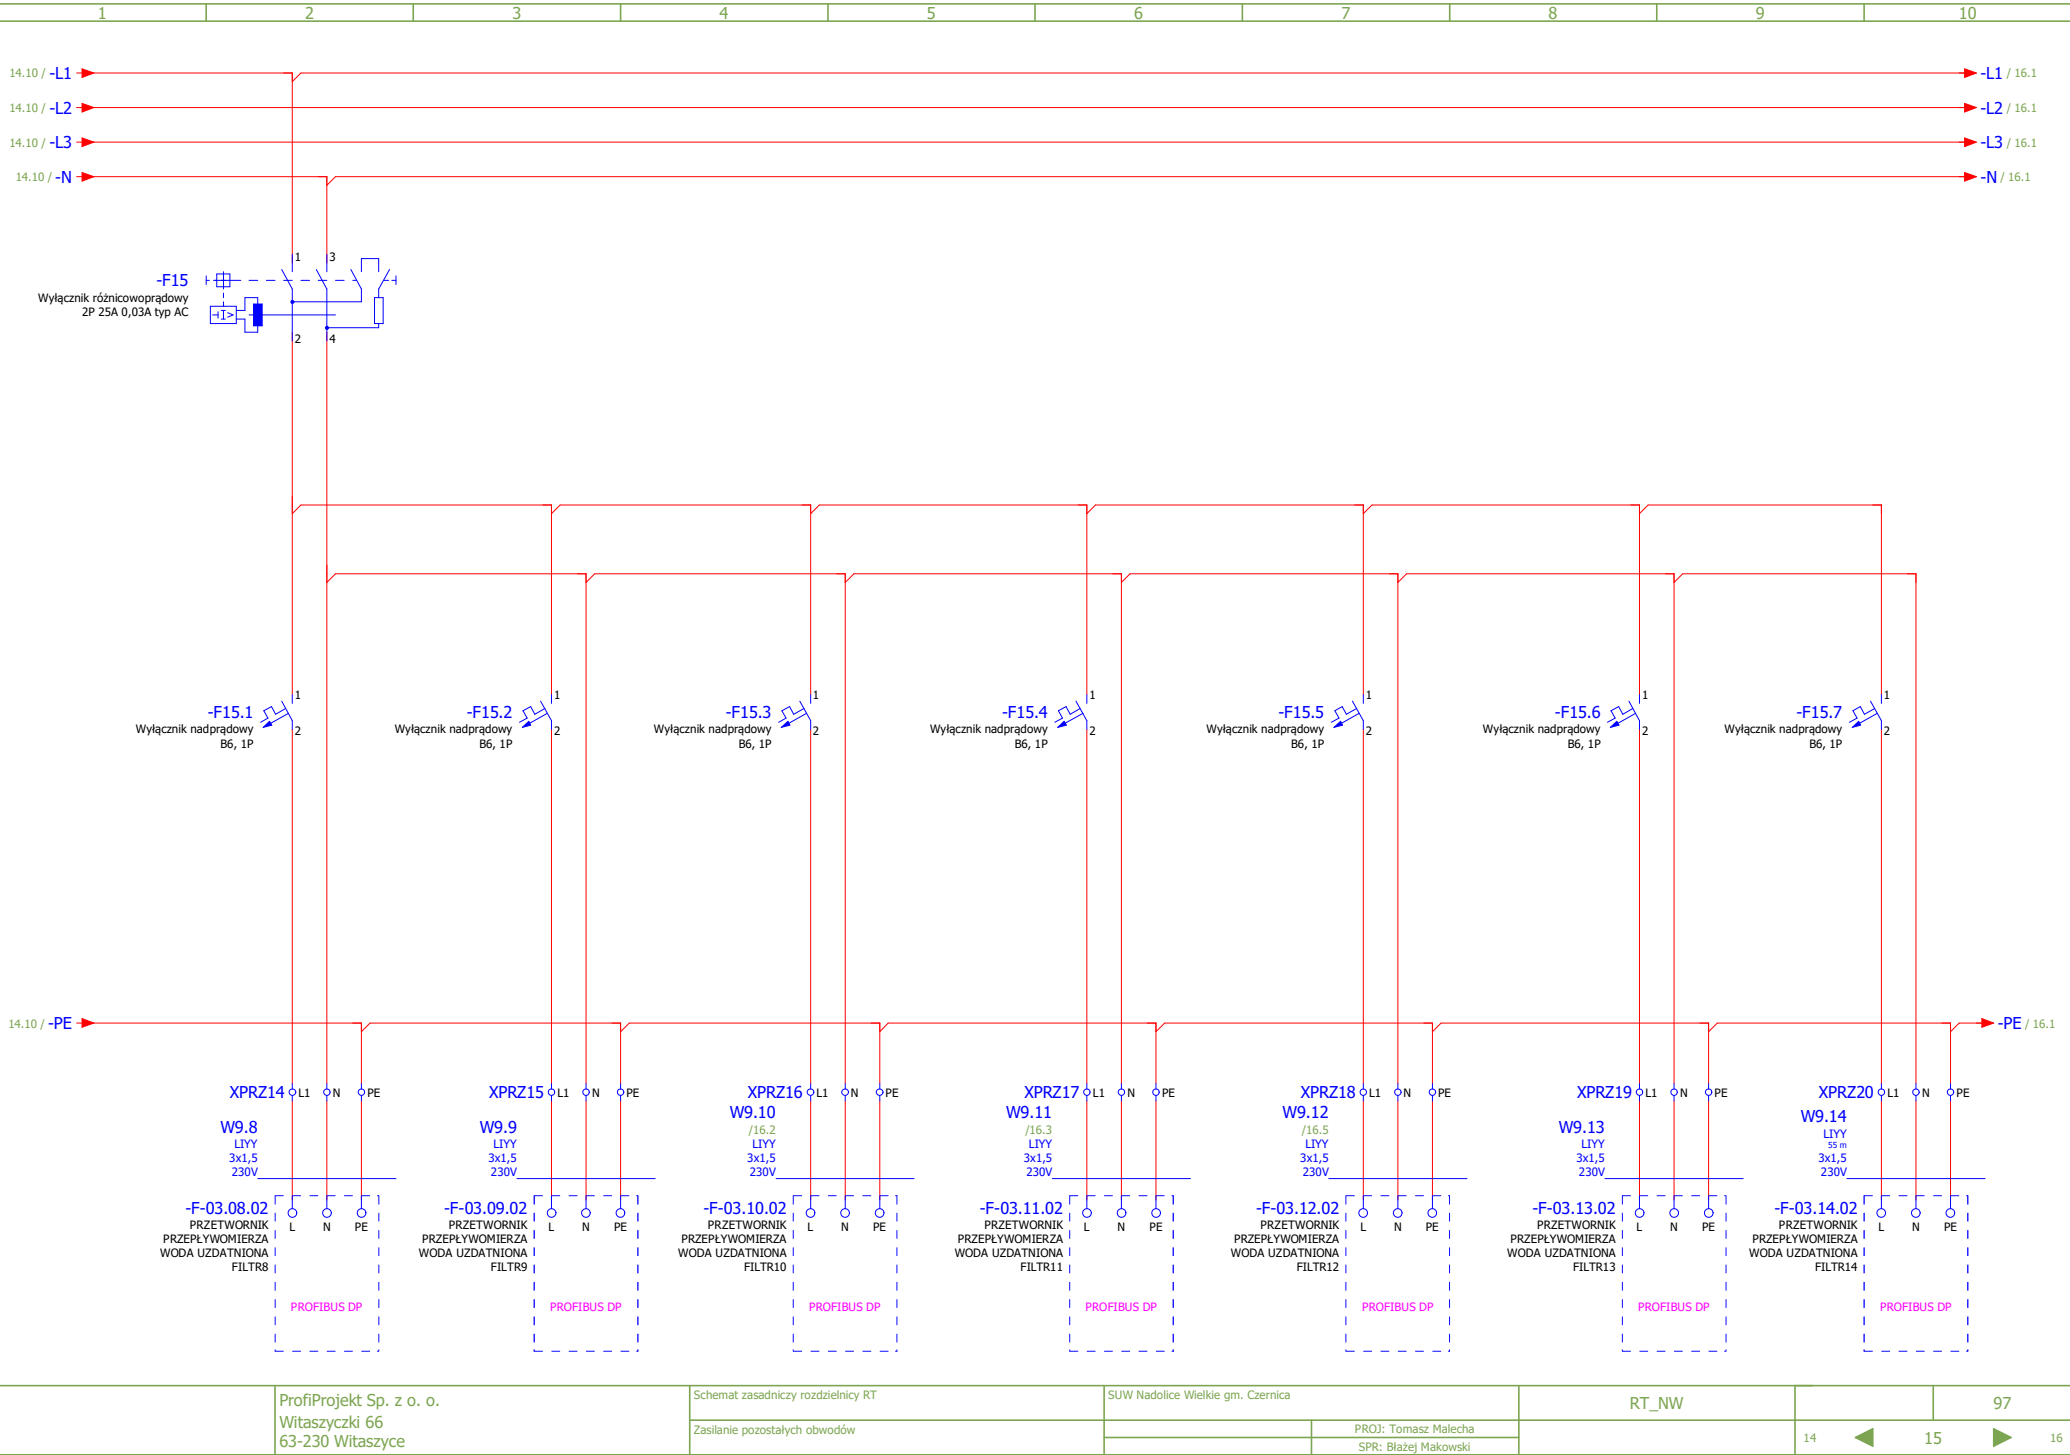 1 2 3 4 5 6 7 8 9 10
14.10 / -L1 -L1 / 16.1
14.10 / -L2 -L2 / 16.1
14.10 / -L3 -L3 / 16.1
14.10 / -N -N / 16.1
1 3
-F15
Wyłącznik różnicowoprądowy
2P 25A 0,03A typ AC
I>
2 4
-F15.1
Wyłącznik nadprądowy
B6, 1P
1
2
-F15.2
Wyłącznik nadprądowy
B6, 1P
1
2
-F15.3
Wyłącznik nadprądowy
B6, 1P
1
2
-F15.4
Wyłącznik nadprądowy
B6, 1P
1
2
-F15.5
Wyłącznik nadprądowy
B6, 1P
1
2
-F15.6
Wyłącznik nadprądowy
B6, 1P
1
2
-F15.7
Wyłącznik nadprądowy
B6, 1P
1
2
14.10 / -PE -PE / 16.1
XPRZ14 L1 N PE
W9.8
LIYY
3x1,5
230V
-F-03.08.02
PRZETWORNIK
PRZEPŁYWOMIERZA
WODA UZDATNIONA
FILTR8
L N PE
PROFIBUS DP
XPRZ15 L1 N PE
W9.9
LIYY
3x1,5
230V
-F-03.09.02
PRZETWORNIK
PRZEPŁYWOMIERZA
WODA UZDATNIONA
FILTR9
L N PE
PROFIBUS DP
XPRZ16 L1 N PE
W9.10
/16.2
LIYY
3x1,5
230V
-F-03.10.02
PRZETWORNIK
PRZEPŁYWOMIERZA
WODA UZDATNIONA
FILTR10
L N PE
PROFIBUS DP
XPRZ17 L1 N PE
W9.11
/16.3
LIYY
3x1,5
230V
-F-03.11.02
PRZETWORNIK
PRZEPŁYWOMIERZA
WODA UZDATNIONA
FILTR11
L N PE
PROFIBUS DP
XPRZ18 L1 N PE
W9.12
/16.5
LIYY
3x1,5
230V
-F-03.12.02
PRZETWORNIK
PRZEPŁYWOMIERZA
WODA UZDATNIONA
FILTR12
L N PE
PROFIBUS DP
XPRZ19 L1 N PE
W9.13
LIYY
3x1,5
230V
-F-03.13.02
PRZETWORNIK
PRZEPŁYWOMIERZA
WODA UZDATNIONA
FILTR13
L N PE
PROFIBUS DP
XPRZ20 L1 N PE
W9.14
LIYY
55 m
3x1,5
230V
-F-03.14.02
PRZETWORNIK
PRZEPŁYWOMIERZA
WODA UZDATNIONA
FILTR14
L N PE
PROFIBUS DP
ProfiProjekt Sp. z o. o.
Witaszyczki 66
63-230 Witaszyce
Schemat zasadniczy rozdzielnicy RT
Zasilanie pozostałych obwodów
SUW Nadolice Wielkie gm. Czernica
PROJ: Tomasz Malecha
SPR: Błażej Makowski
RT_NW
97
14 15 16